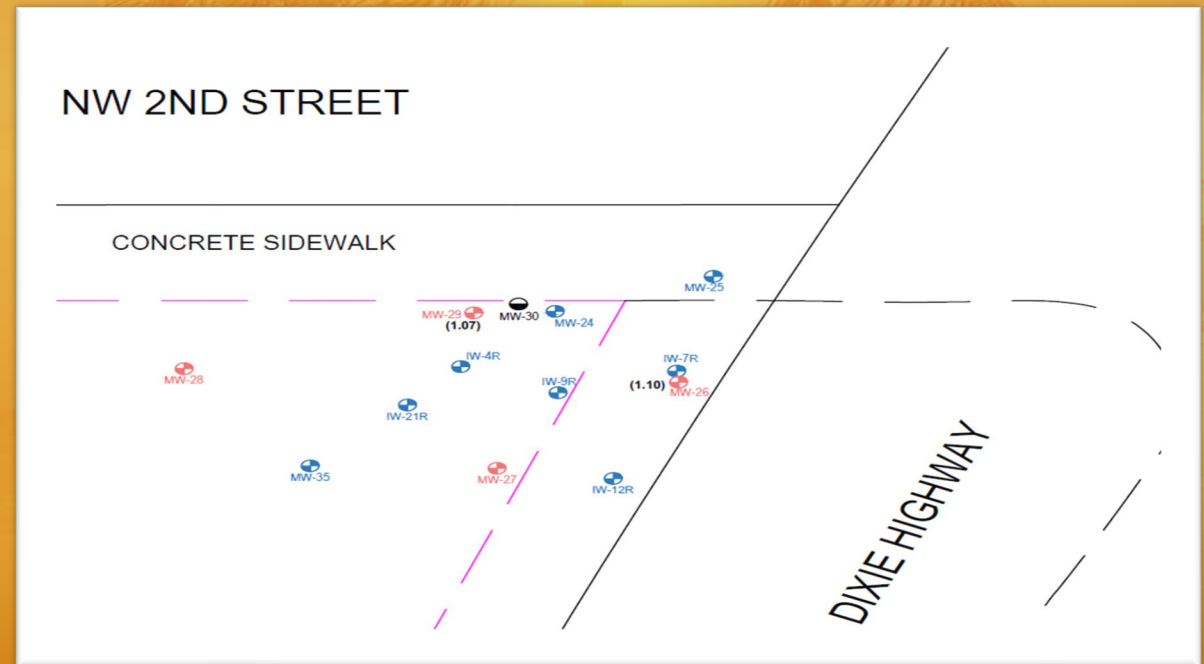 NW 2ND STREET
CONCRETE SIDEWALK
MW-25
MW-29
(1.07)
MW-30
MW-24
IW-4R
IW-7R
MW-28
IW-9R
(1.10)
MW-26
IW-21R
MW-35
MW-27
IW-12R
DIXIE HIGHWAY